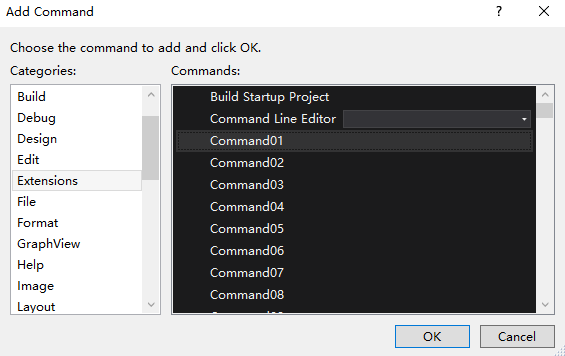 Add Command
?
Choose the command to add and click OK.
Categories:
Commands:
Build
Debug
Design
Edit
Extensions
File
Format
GraphView
Help
Image
Layout
Build Startup Project
Command Line Editor
Command01
Command02
Command03
Command04
Command05
Command06
Command07
Command08
OK
Cancel